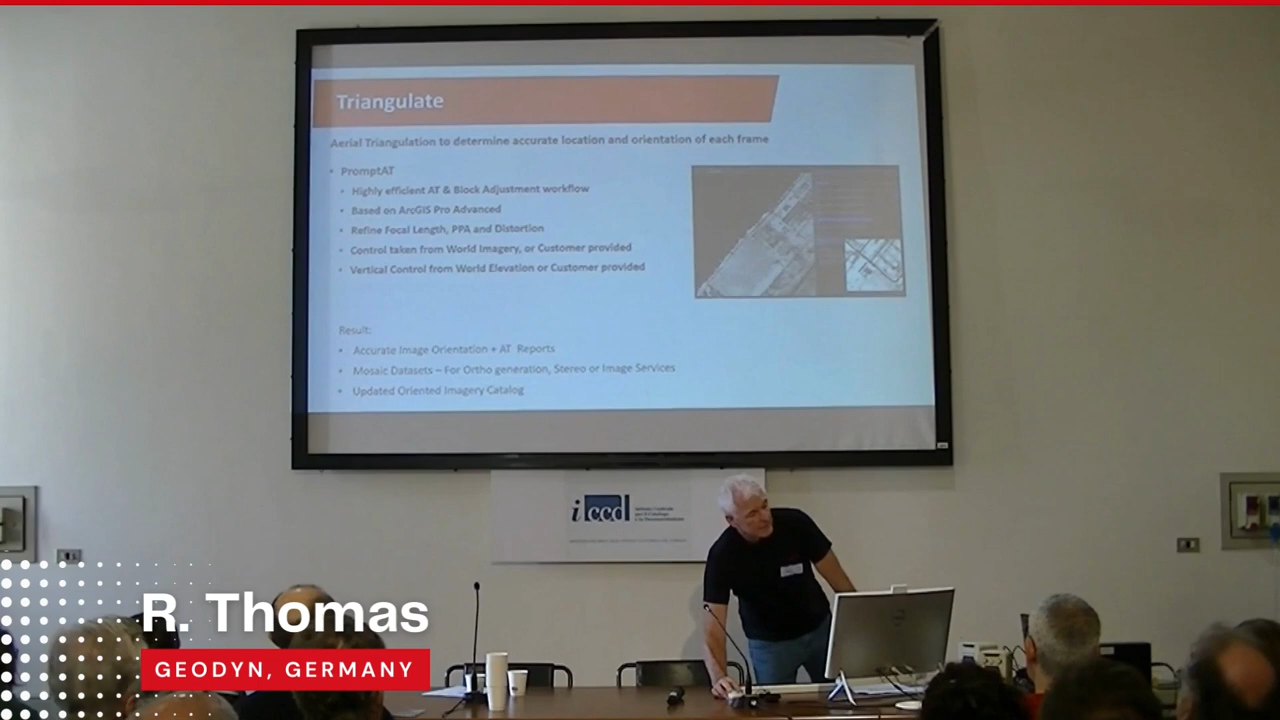 Triangulate
Aerial Triangulation to determine accurate location and orientation of each frame
• PromptAT
• Highly efficient AT & Block Adjustment workflow
• Based on ArcGIS Pro Advanced
• Refine Focal Length, PPA and Distortion
• Control taken from World Imagery, or Customer provided
• Vertical Control from World Elevation or Customer provided
Result:
• Accurate Image Orientation + AT Reports
• Mosaic Datasets – For Ortho generation, Stereo or Image Services
• Updated Oriented Imagery Catalog
iccd
R. Thomas
GEODYN, GERMANY